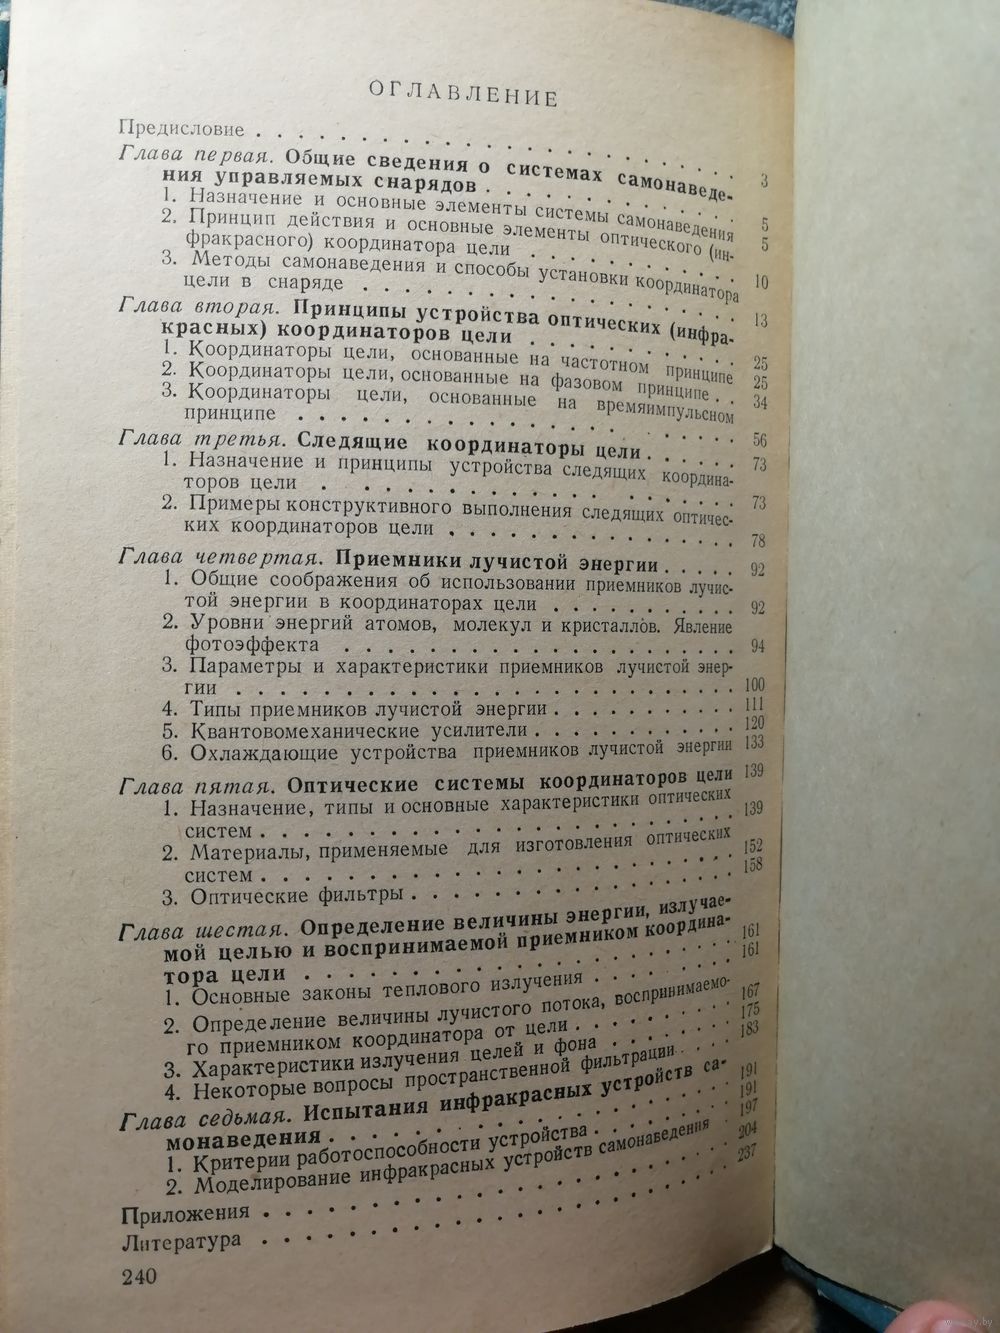 ОГЛАВЛЕНИЕ
Предисловие . . . . . . . . . . . . . . . . . . 3
Глава первая. Общие сведения о системах самонаведе-
ния управляемых снарядов . . . . . . . . . . . 5
1. Назначение и основные элементы системы самонаведения 5
2. Принцип действия и основные элементы оптического (ин-
фракрасного) координатора цели . . . . . . . . . 10
3. Методы самонаведения и способы установки координатора
цели в снаряде . . . . . . . . . . . . . . . 13
Глава вторая. Принципы устройства оптических (инфра-
красных) координаторов цели . . . . . . . . . 25
1. Координаторы цели, основанные на частотном принципе 25
2. Координаторы цели, основанные на фазовом принципе . . 34
3. Координаторы цели, основанные на времяимпульсном
принципе . . . . . . . . . . . . . . . . . 56
Глава третья. Следящие координаторы цели . . . . . 73
1. Назначение и принципы устройства следящих координа-
торов цели . . . . . . . . . . . . . . . . 73
2. Примеры конструктивного выполнения следящих оптичес-
ких координаторов цели . . . . . . . . . . . . 78
Глава четвертая. Приемники лучистой энергии . . . . . 92
1. Общие соображения об использовании приемников лучис-
той энергии в координаторах цели . . . . . . . . . . . 92
2. Уровни энергий атомов, молекул и кристаллов. Явление
фотоэффекта . . . . . . . . . . . . . . . . 94
3. Параметры и характеристики приемников лучистой энер-
гии . . . . . . . . . . . . . . . . . . . . 100
4. Типы приемников лучистой энергии . . . . . . . . . . . 111
5. Квантовомеханические усилители . . . . . . . . . . . . 120
6. Охлаждающие устройства приемников лучистой энергии 133
Глава пятая. Оптические системы координаторов цели 139
1. Назначение, типы и основные характеристики оптических
систем . . . . . . . . . . . . . . . . . . 139
2. Материалы, применяемые для изготовления оптических
систем . . . . . . . . . . . . . . . . . . 152
3. Оптические фильтры . . . . . . . . . . . . . 158
Глава шестая. Определение величины энергии, излучае-
мой целью и воспринимаемой приемником координа-
тора цели . . . . . . . . . . . . . . . . . 161
1. Основные законы теплового излучения . . . . . . . 161
2. Определение величины лучистого потока, воспринимаемо-
го приемником координатора от цели . . . . . . . . 167
3. Характеристики излучения целей и фона . . . . . . 175
4. Некоторые вопросы пространственной фильтрации . . . 183
Глава седьмая. Испытания инфракрасных устройств са-
монаведения . . . . . . . . . . . . . . . . 191
1. Критерии работоспособности устройства . . . . . . . 191
2. Моделирование инфракрасных устройств самонаведения 197
Приложения . . . . . . . . . . . . . . . . . . 204
Литература . . . . . . . . . . . . . . . . . . 237
240